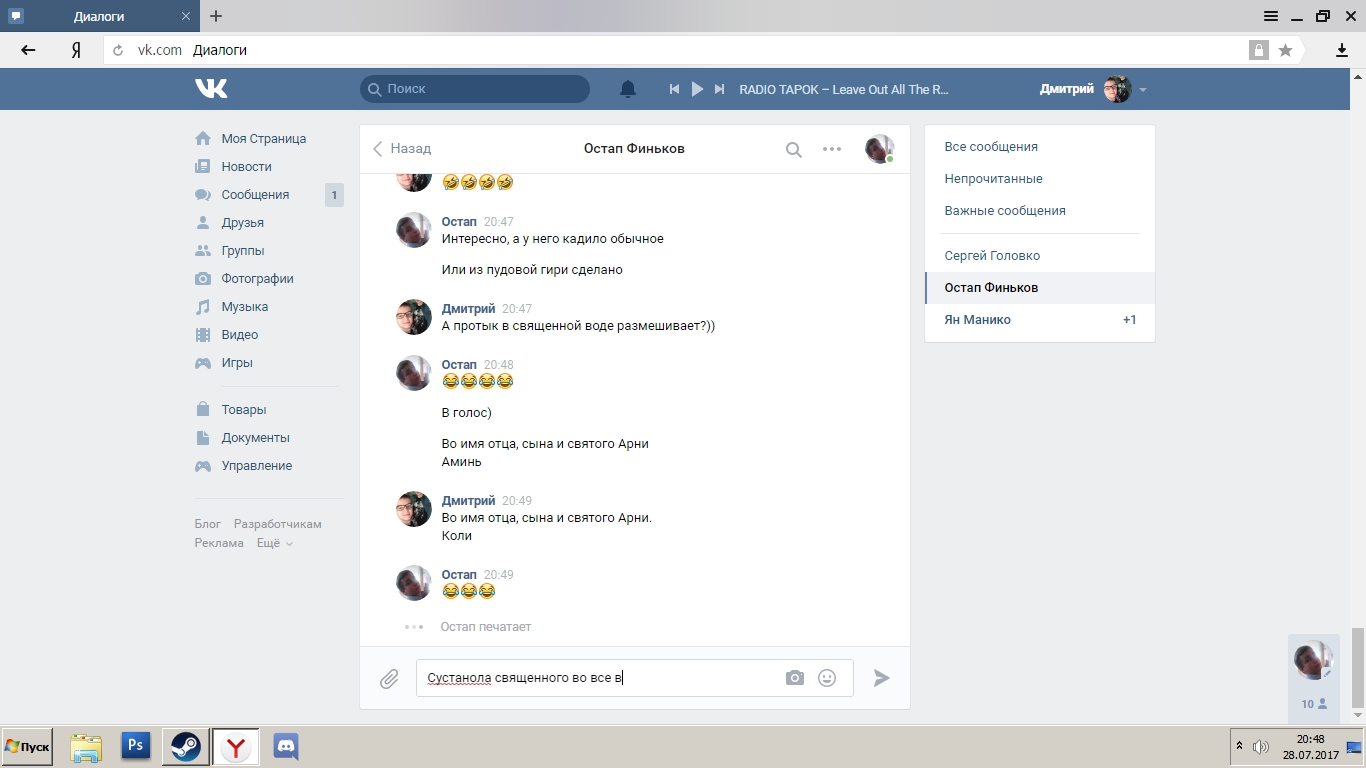 Диалоги
Я
vk.com Диалоги
Поиск
RADIO TAPOK – Leave Out All The R...
Дмитрий
Моя Страница
Новости
Сообщения 1
Друзья
Группы
Фотографии
Музыка
Видео
Игры
Товары
Документы
Управление
Блог Разработчикам
Реклама Ещё
Назад
Остап Финьков
Остап 20:47
Интересно, а у него кадило обычное
Или из пудовой гири сделано
Дмитрий 20:47
А протык в священной воде размешивает?))
Остап 20:48
😂😂😂😂
В голос)
Во имя отца, сына и святого Арни
Аминь
Дмитрий 20:49
Во имя отца, сына и святого Арни.
Коли
Остап 20:49
😂😂😂
Остап печатает
Сустанола священного во все в
Все сообщения
Непрочитанные
Важные сообщения
Сергей Головко
Остап Финьков
Ян Манико +1
10
Пуск
Ps
20:48
28.07.2017